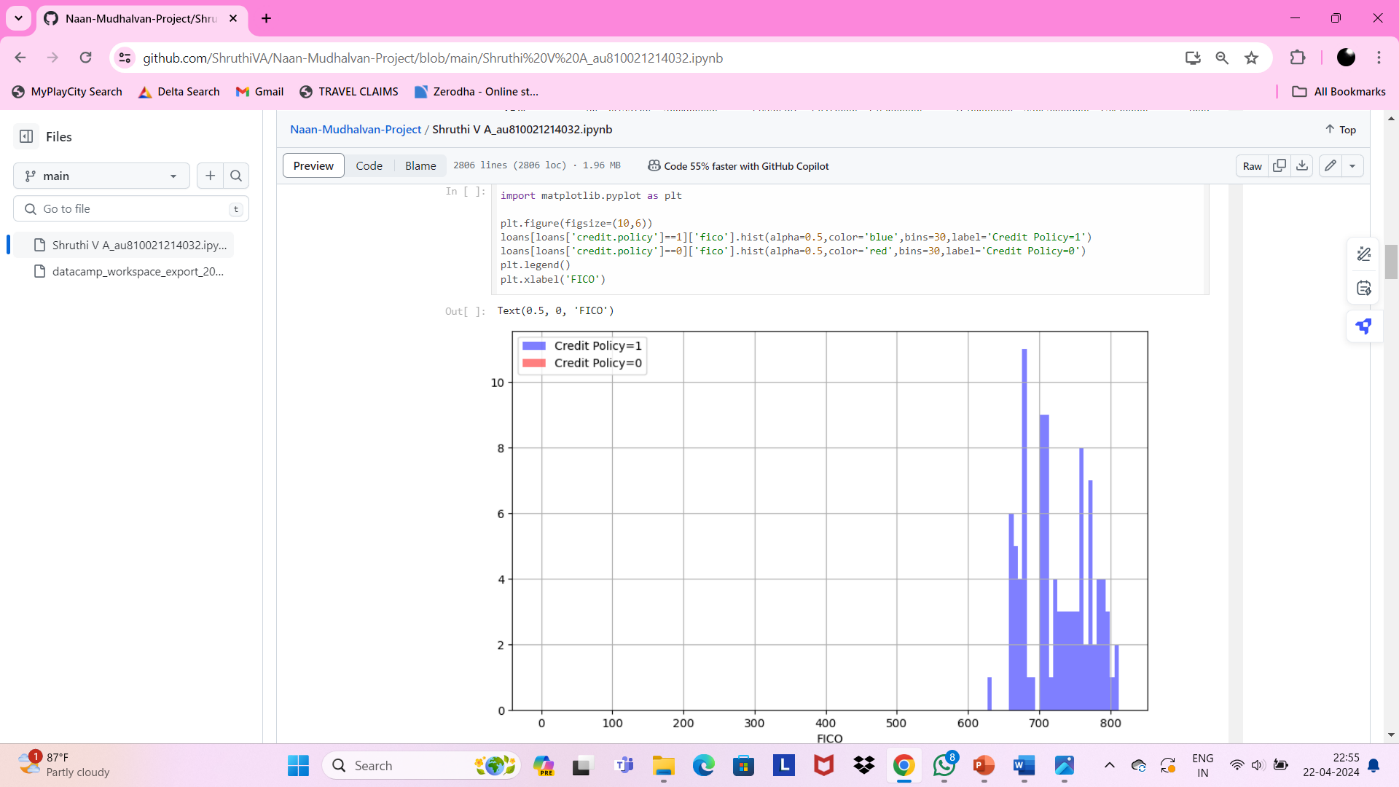 Naan-Mudhalvan-Project/Shru
github.com/ShruthiVA/Naan-Mudhalvan-Project/blob/main/Shruthi%20V%20A_au810021214032.ipynb
MyPlayCity Search
Delta Search
Gmail
TRAVEL CLAIMS
Zerodha - Online st...
All Bookmarks
Files
main
Go to file
t
Shruthi V A_au810021214032.ipy...
datacamp_workspace_export_20...
Naan-Mudhalvan-Project / Shruthi V A_au810021214032.ipynb
Top
Preview
Code
Blame
2806 lines (2806 loc) · 1.96 MB
Code 55% faster with GitHub Copilot
Raw
In [ ]:
import matplotlib.pyplot as plt
plt.figure(figsize=(10,6))
loans[loans['credit.policy']==1]['fico'].hist(alpha=0.5,color='blue',bins=30,label='Credit Policy=1')
loans[loans['credit.policy']==0]['fico'].hist(alpha=0.5,color='red',bins=30,label='Credit Policy=0')
plt.legend()
plt.xlabel('FICO')
Out[ ]:
Text(0.5, 0, 'FICO')
Credit Policy=1
Credit Policy=0
10
8
6
4
2
0
0 100 200 300 400 500 600 700 800
FICO
1
87°F
Partly cloudy
Search
PRE
L
8
P
W
ENG
IN
22:55
22-04-2024